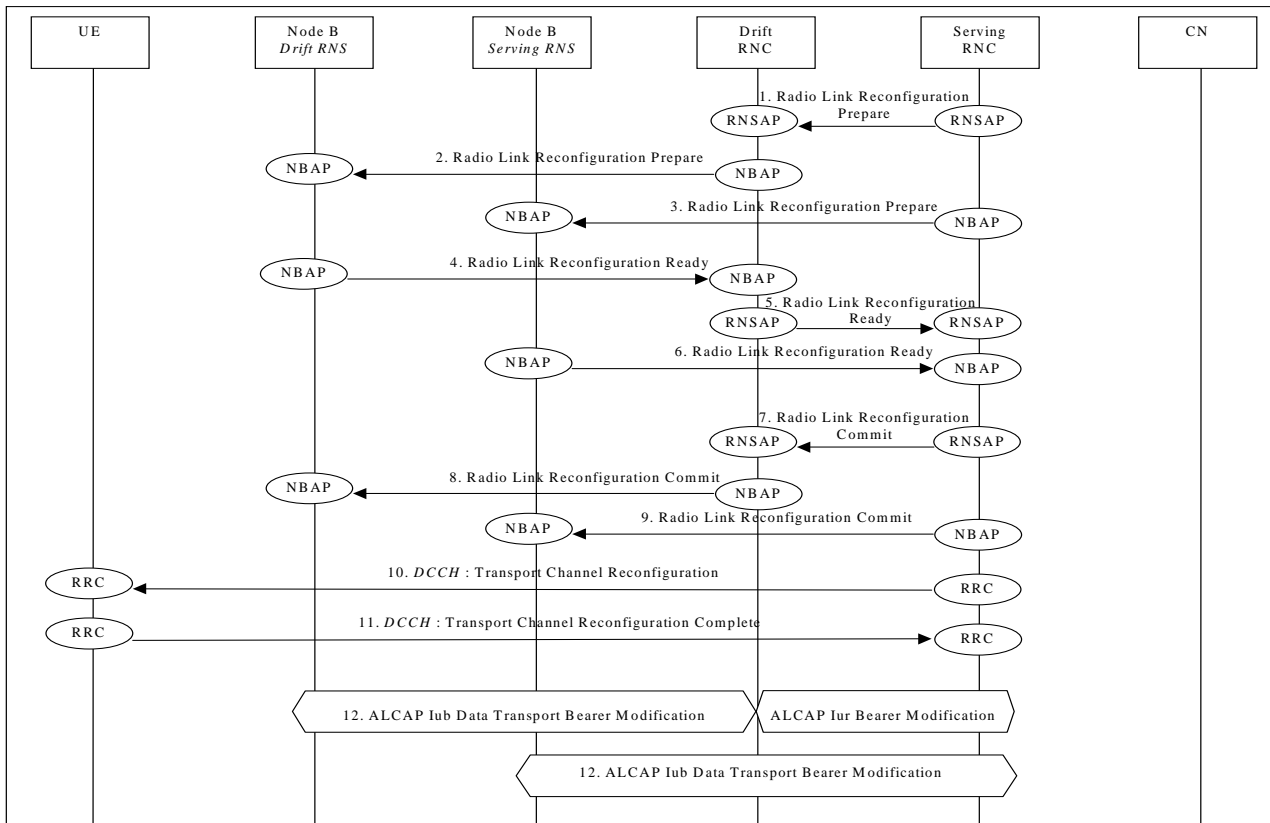 UE
Node B
Drift RNS
Node B
Serving RNS
Drift
RNC
Serving
RNC
CN
1. Radio Link Reconfiguration
Prepare
RNSAP
RNSAP
2. Radio Link Reconfiguration Prepare
NBAP
NBAP
3. Radio Link Reconfiguration Prepare
NBAP
NBAP
4. Radio Link Reconfiguration Ready
NBAP
NBAP
5. Radio Link Reconfiguration
Ready
RNSAP
RNSAP
6. Radio Link Reconfiguration Ready
NBAP
NBAP
7. Radio Link Reconfiguration
Commit
RNSAP
RNSAP
8. Radio Link Reconfiguration Commit
NBAP
NBAP
9. Radio Link Reconfiguration Commit
NBAP
NBAP
10. DCCH : Transport Channel Reconfiguration
RRC
RRC
11. DCCH : Transport Channel Reconfiguration Complete
RRC
RRC
12. ALCAP Iub Data Transport Bearer Modification
ALCAP Iur Bearer Modification
12. ALCAP Iub Data Transport Bearer Modification